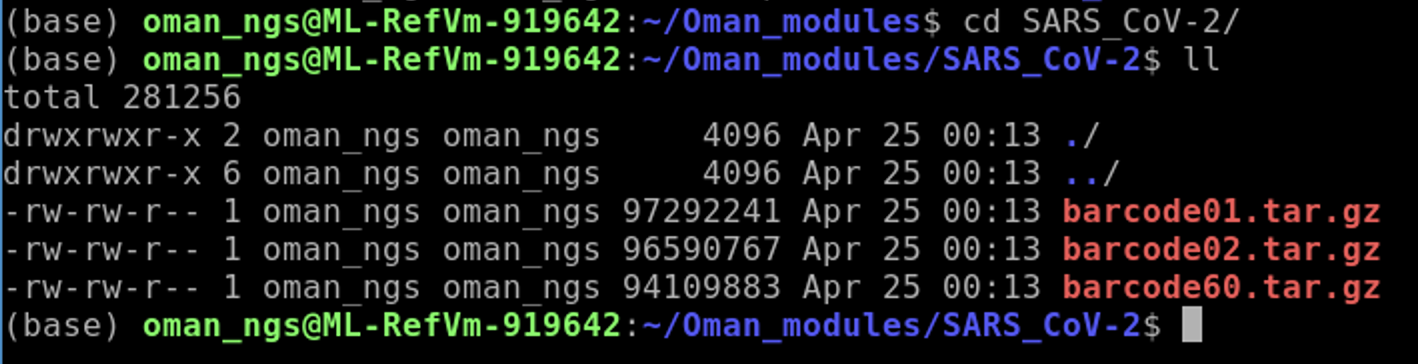 (base) oman_ngs@ML-RefVm-919642:~/Oman_modules$ cd SARS_CoV-2/
(base) oman_ngs@ML-RefVm-919642:~/Oman_modules/SARS_CoV-2$ ll
total 281256
drwxrwxr-x 2 oman_ngs oman_ngs     4096 Apr 25 00:13 ./
drwxrwxr-x 6 oman_ngs oman_ngs     4096 Apr 25 00:13 ../
-rw-rw-r-- 1 oman_ngs oman_ngs 97292241 Apr 25 00:13 barcode01.tar.gz
-rw-rw-r-- 1 oman_ngs oman_ngs 96590767 Apr 25 00:13 barcode02.tar.gz
-rw-rw-r-- 1 oman_ngs oman_ngs 94109883 Apr 25 00:13 barcode60.tar.gz
(base) oman_ngs@ML-RefVm-919642:~/Oman_modules/SARS_CoV-2$